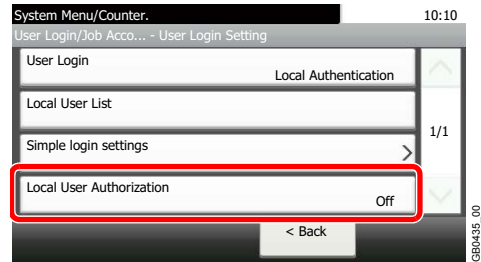 System Menu/Counter.
10:10
User Login/Job Acco... - User Login Setting
User Login
Local Authentication
Local User List
1/1
Simple login settings
Local User Authorization
Off
< Back
GB0435_00